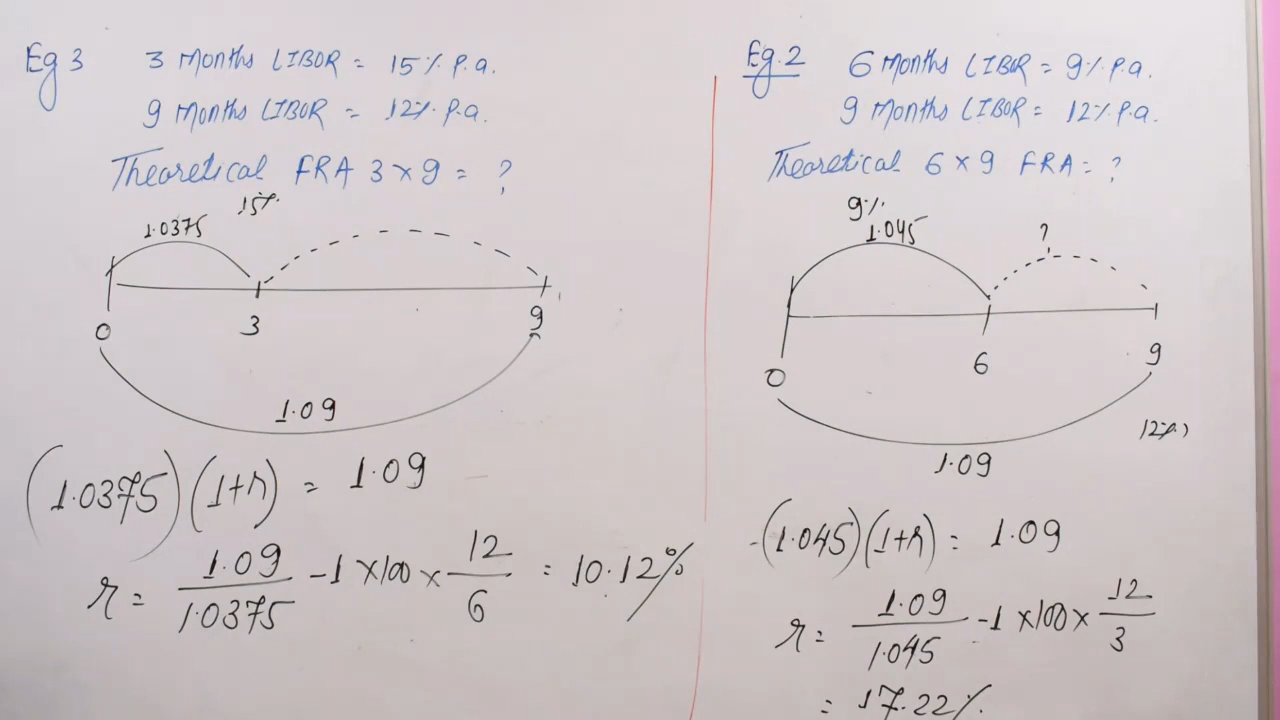 Eg 3 3 Months LIBOR = 15% P.a.
9 Months LIBOR = 12% P.a.
Theoretical FRA 3 × 9 = ?
15%
1.0375
0 3 9
1.09
(1.0375)(1+r) = 1.09
r = 1.09/1.0375 -1 × 100 × 12/6 = 10.12%
Eg.2 6 Months LIBOR = 9% P.a.
9 Months LIBOR = 12% P.a.
Theoretical 6 × 9 FRA = ?
9%
1.045 ?
0 6 9
12%
1.09
(1.045)(1+r) = 1.09
r = 1.09/1.045 -1 × 100 × 12/3
= 17.22%